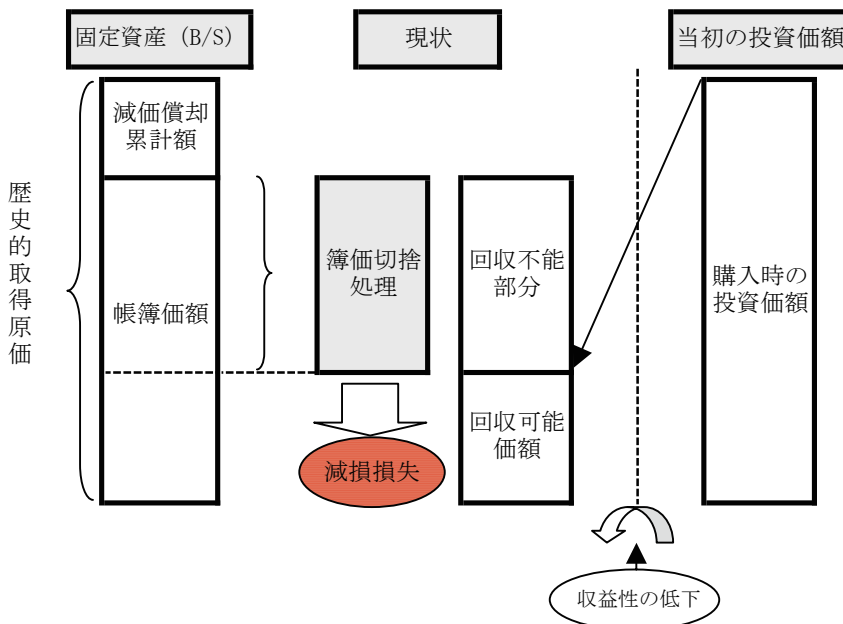 固定資産（B/S）
現状
当初の投資価額
減価償却
累計額
歴史的取得原価
帳簿価額
簿価切捨
処理
回収不能
部分
購入時の
投資価額
回収可能
価額
減損損失
収益性の低下